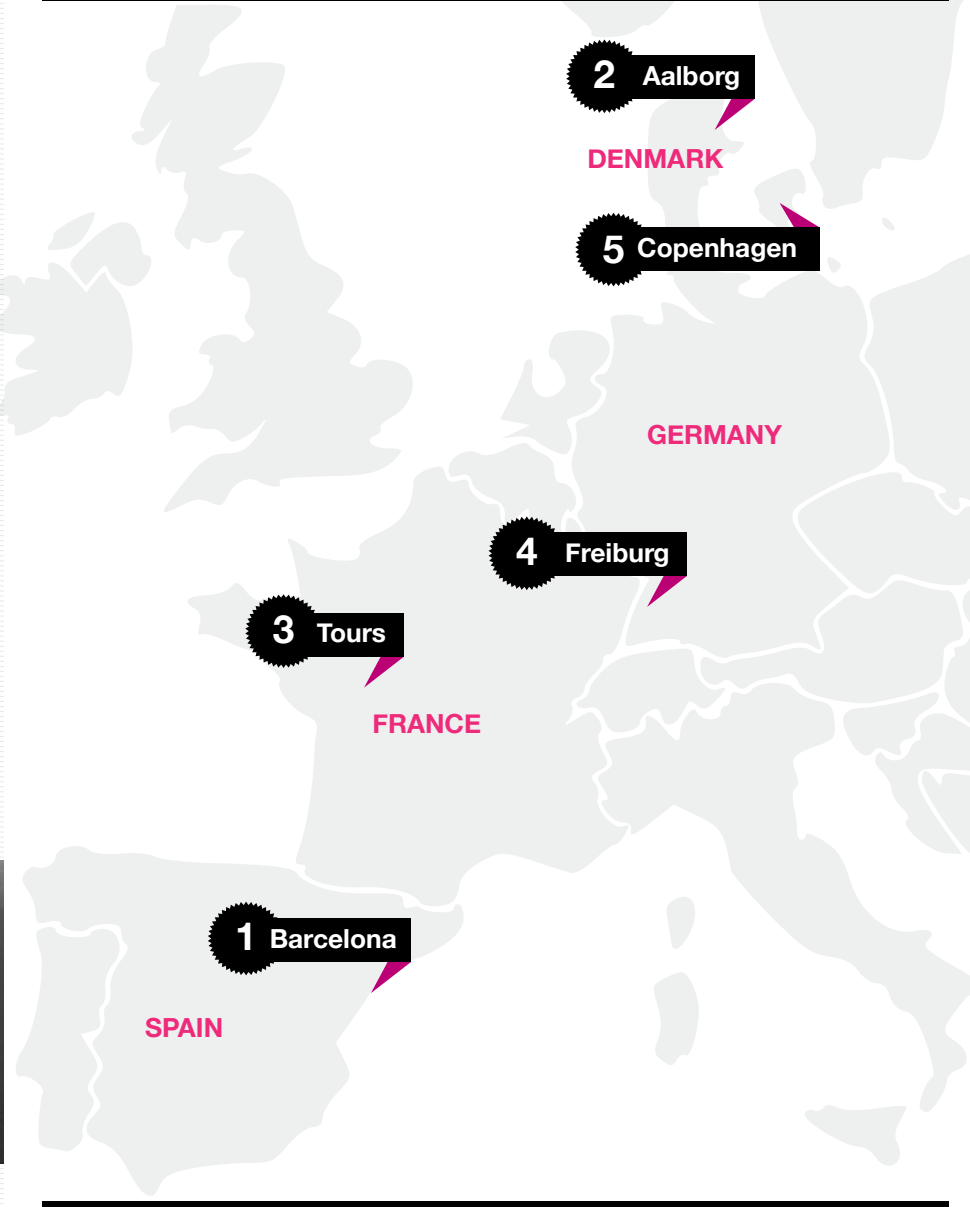 2 Aalborg
DENMARK
5 Copenhagen
GERMANY
4 Freiburg
3 Tours
FRANCE
1 Barcelona
SPAIN